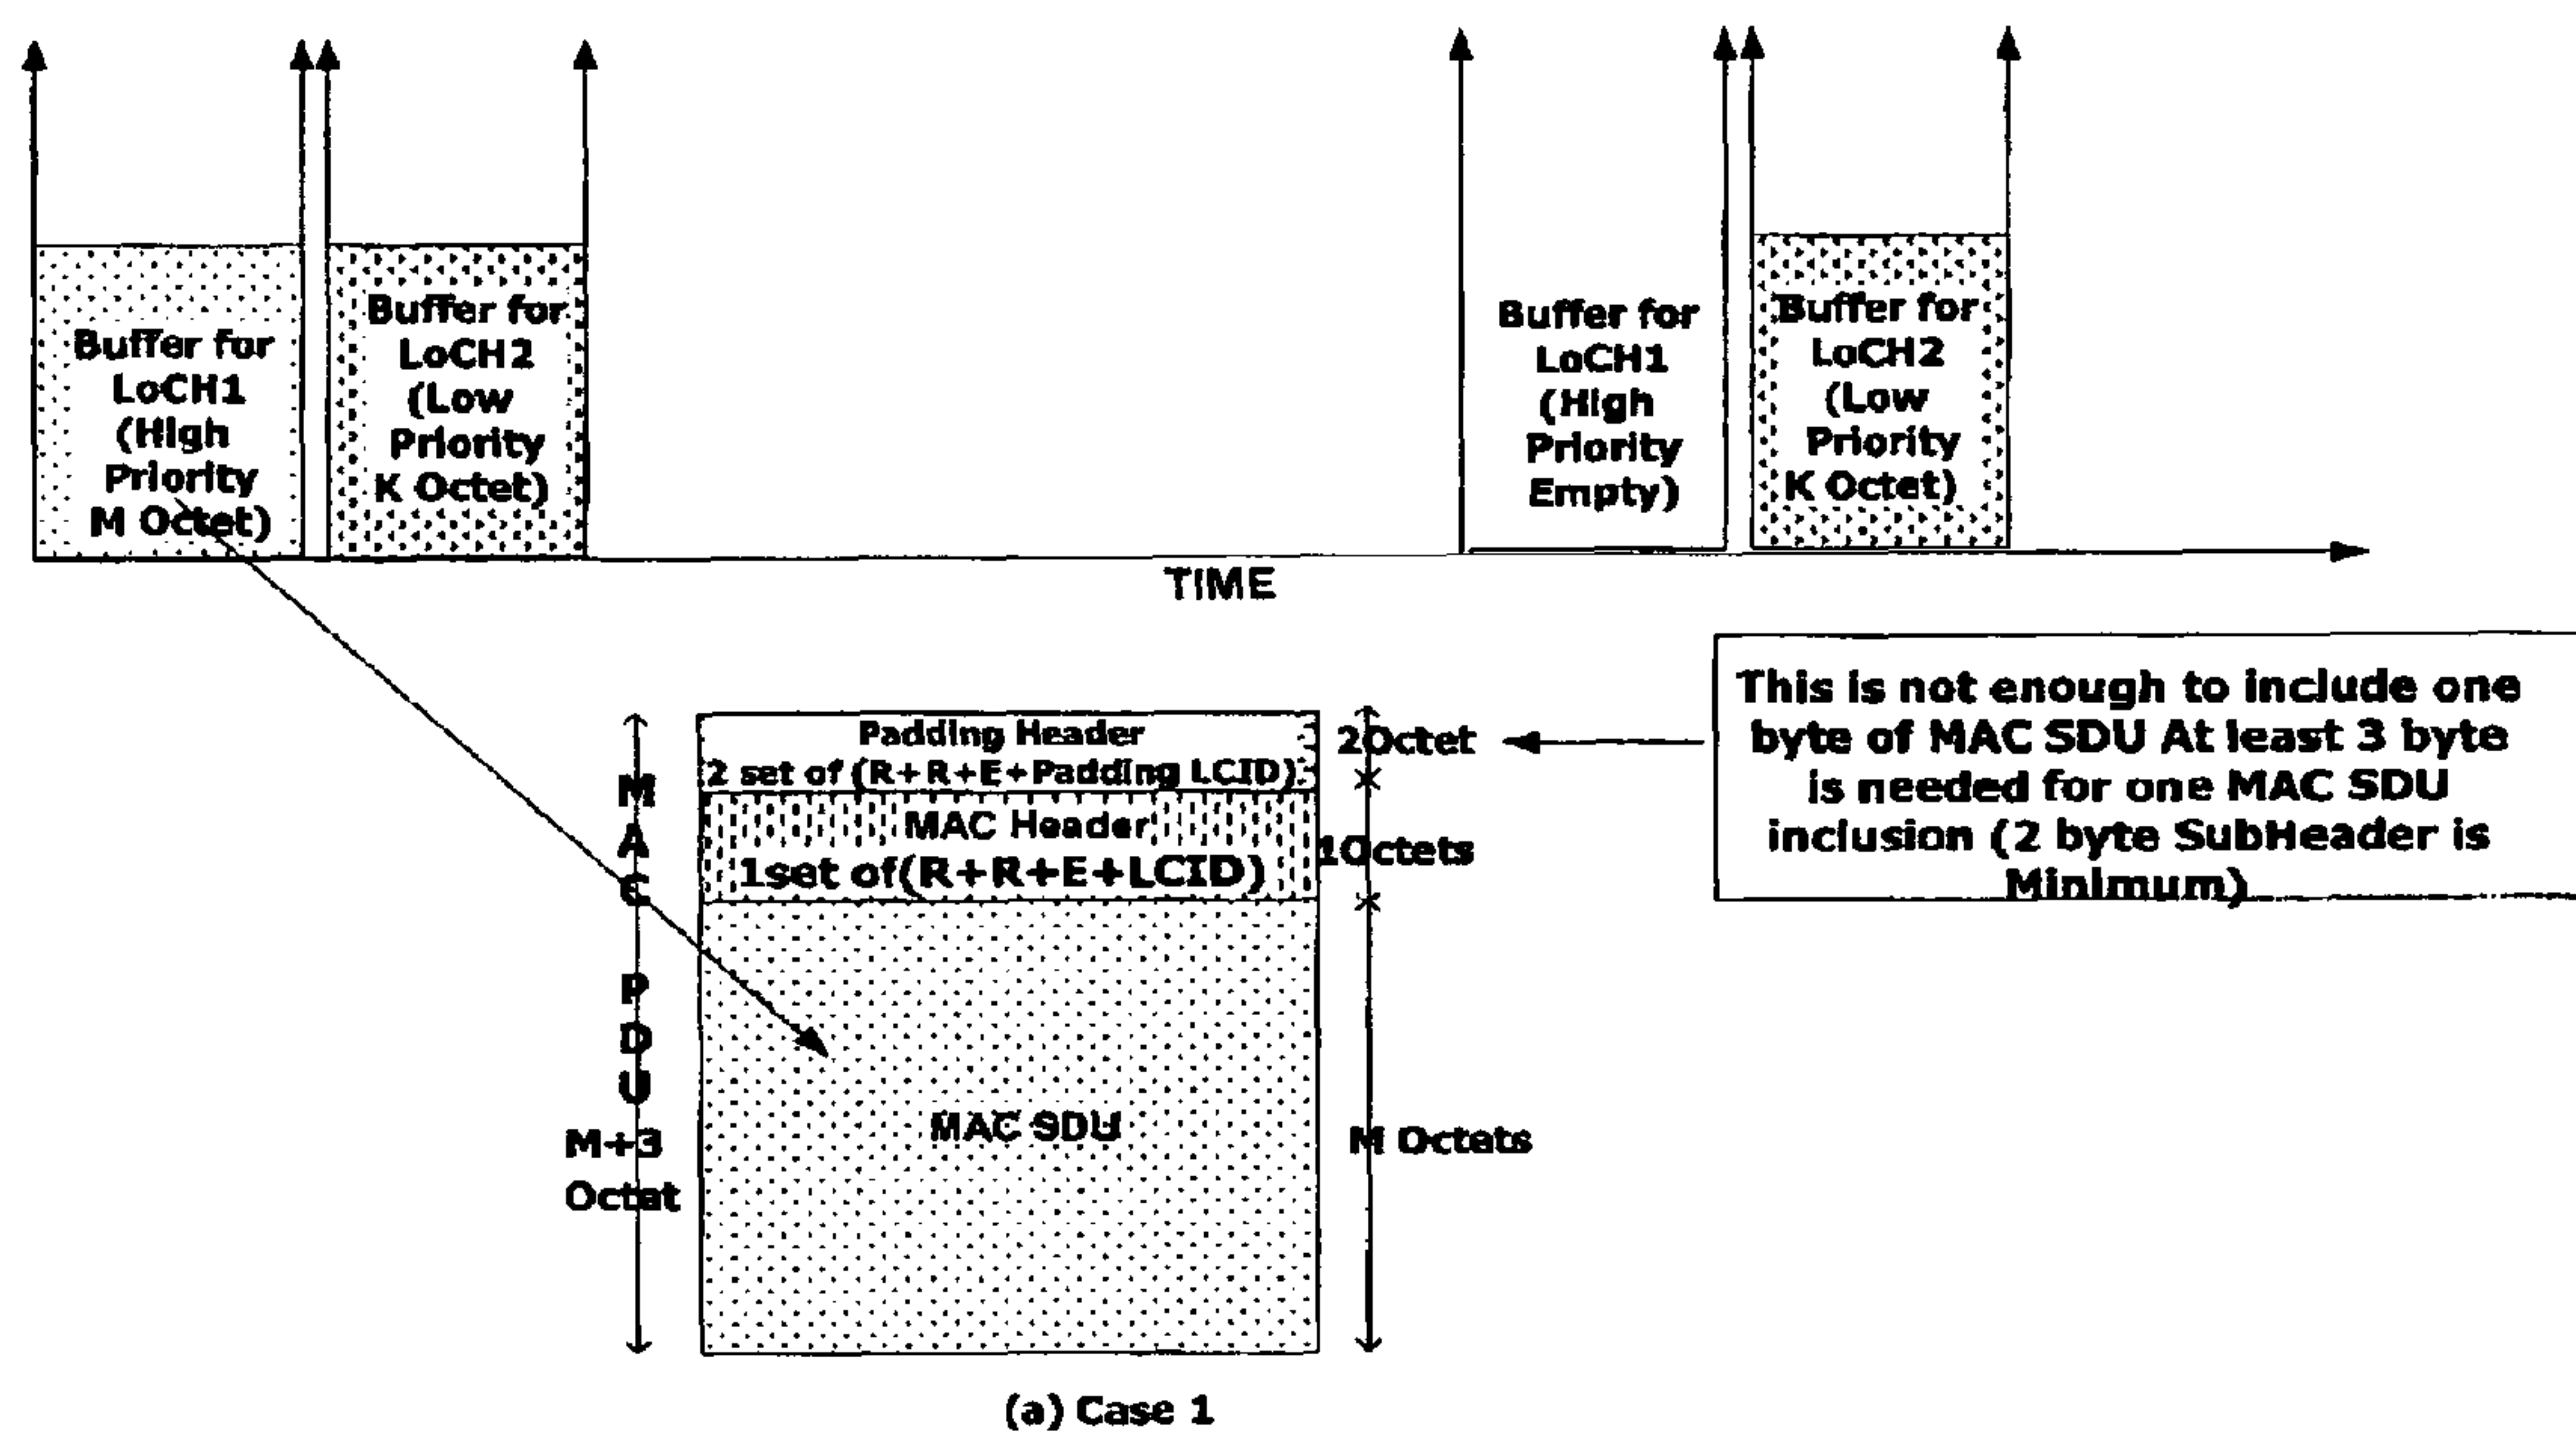 Buffer for
LoCH1
(High
Priority
M Octet)
Buffer for
LoCH2
(Low
Priority
K Octet)
Buffer for
LoCH1
(High
Priority
Empty)
Buffer for
LoCH2
(Low
Priority
K Octet)
TIME
This is not enough to include one
byte of MAC SDU At least 3 byte
is needed for one MAC SDU
inclusion (2 byte SubHeader is
Minimum)
Padding Header
2 set of (R+R+E+Padding LCID)
2Octet
MAC Header
1set of(R+R+E+LCID)
1Octets
M
A
C
P
D
U
M+3
Octet
MAC SDU
M Octets
(a) Case 1